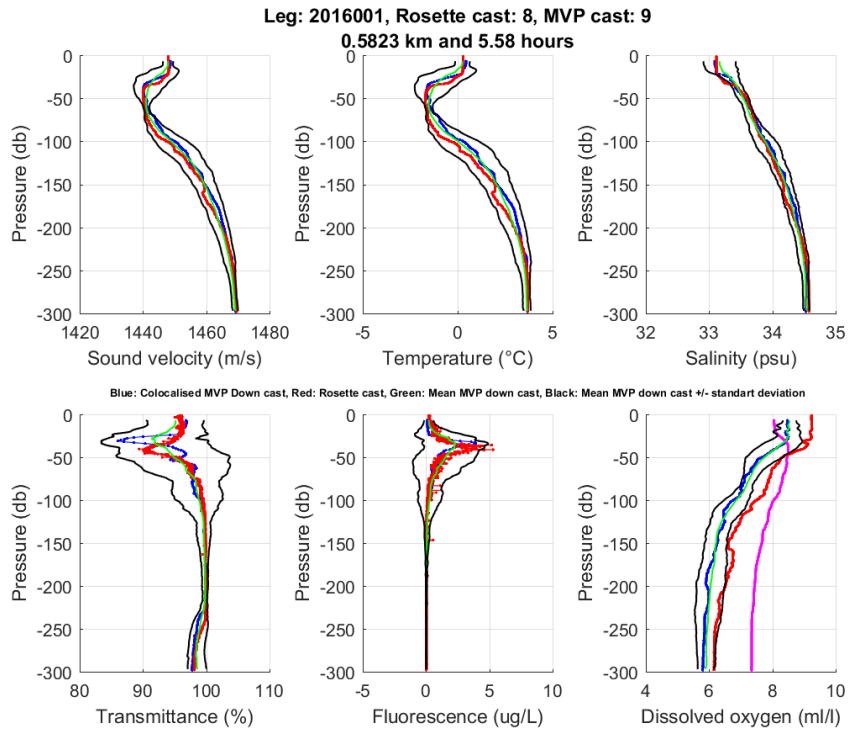 Leg: 2016001, Rosette cast: 8, MVP cast: 9
0.5823 km and 5.58 hours
0
-50
-100
-150
-200
-250
-300
Pressure (db)
1420 1440 1460 1480
Sound velocity (m/s)
0
-50
-100
-150
-200
-250
-300
Pressure (db)
-5 0 5
Temperature (°C)
0
-50
-100
-150
-200
-250
-300
Pressure (db)
32 33 34 35
Salinity (psu)
Blue: Colocalised MVP Down cast, Red: Rosette cast, Green: Mean MVP down cast, Black: Mean MVP down cast +/- standart deviation
0
-50
-100
-150
-200
-250
-300
Pressure (db)
80 90 100 110
Transmittance (%)
0
-50
-100
-150
-200
-250
-300
Pressure (db)
-5 0 5 10
Fluorescence (ug/L)
0
-50
-100
-150
-200
-250
-300
Pressure (db)
4 6 8 10
Dissolved oxygen (ml/l)